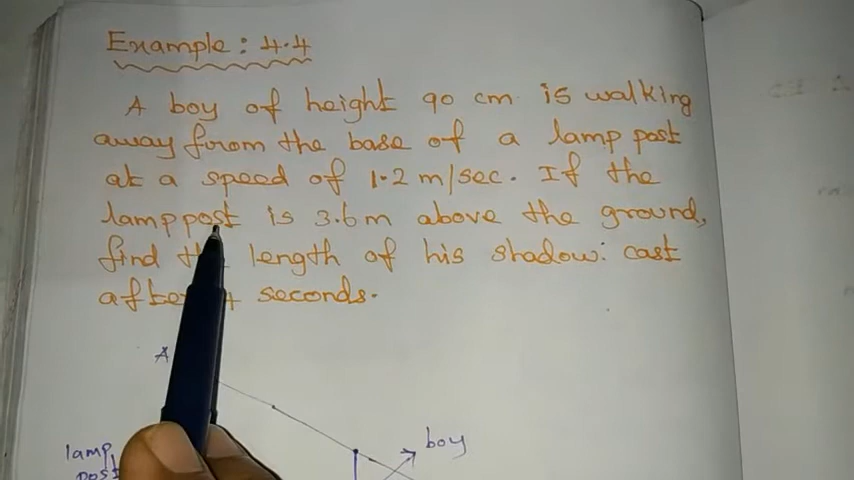 Example: 4.4
A boy of height 90 cm is walking
away from the base of a lamp post
at a speed of 1.2 m/sec. If the
lamppost is 3.6m above the ground,
find length of his shadow: cast
seconds.
A
boy
lamp
post